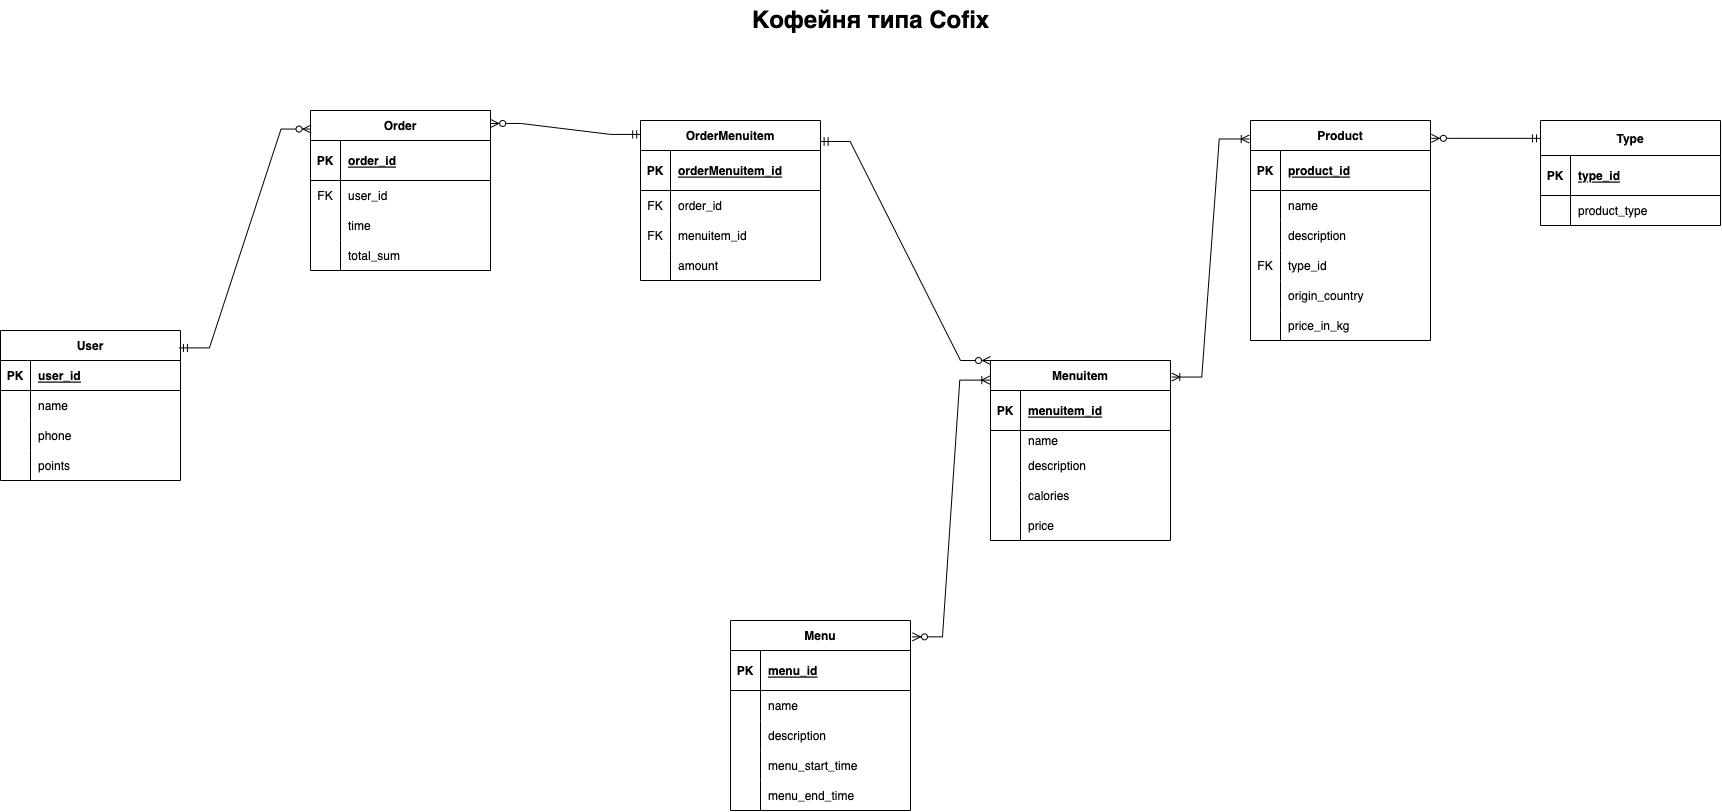 Кофейня типа Cofix
Order
PK order_id
FK user_id
time
total_sum
OrderMenuitem
PK orderMenuitem_id
FK order_id
FK menuitem_id
amount
Product
PK product_id
name
description
FK type_id
origin_country
price_in_kg
Type
PK type_id
product_type
User
PK user_id
name
phone
points
Menuitem
PK menuitem_id
name
description
calories
price
Menu
PK menu_id
name
description
menu_start_time
menu_end_time